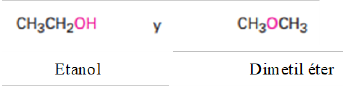 CH3CH2OH y CH3OCH3
Etanol Dimetil éter